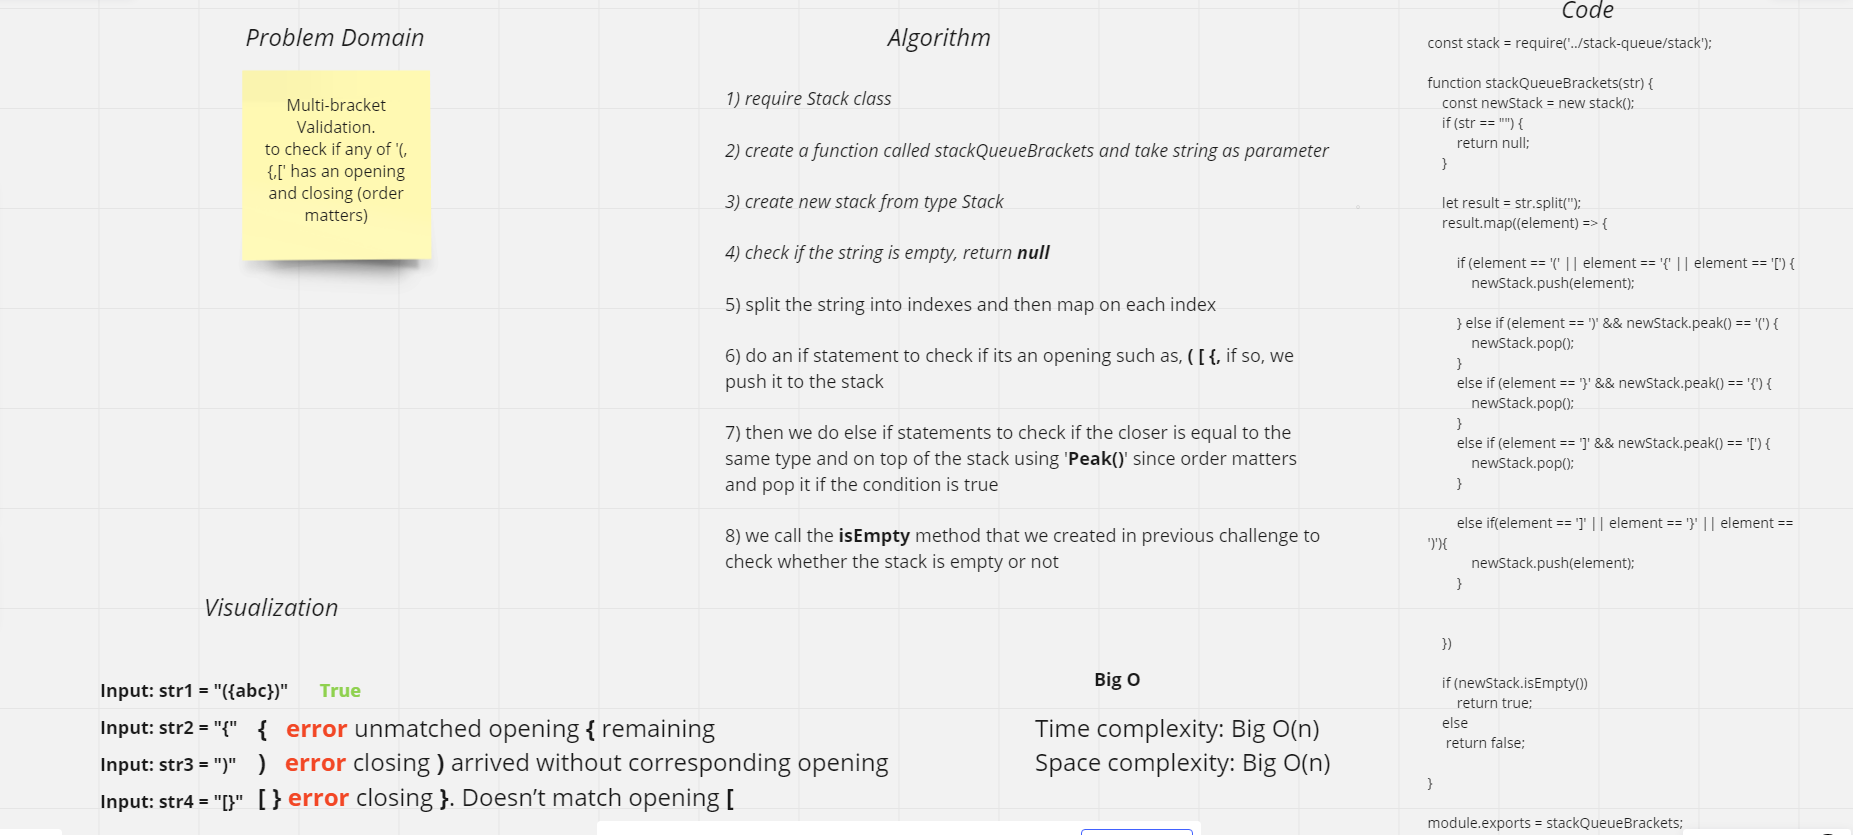 Problem Domain
Multi-bracket
Validation.
to check if any of '(,
{,[' has an opening
and closing (order
matters)
Algorithm
1) require Stack class
2) create a function called stackQueueBrackets and take string as parameter
3) create new stack from type Stack
4) check if the string is empty, return null
5) split the string into indexes and then map on each index
6) do an if statement to check if its an opening such as, ( [ {, if so, we
push it to the stack
7) then we do else if statements to check if the closer is equal to the
same type and on top of the stack using 'Peak()' since order matters
and pop it if the condition is true
8) we call the isEmpty method that we created in previous challenge to
check whether the stack is empty or not
Visualization
Input: str1 = "({abc})" True
Input: str2 = "{" { error unmatched opening { remaining
Input: str3 = ")" ) error closing ) arrived without corresponding opening
Input: str4 = "[}" [ } error closing }. Doesn't match opening [
Big O
Time complexity: Big O(n)
Space complexity: Big O(n)
Code
const stack = require('../stack-queue/stack');
function stackQueueBrackets(str) {
const newStack = new stack();
if (str == "") {
return null;
}
let result = str.split('');
result.map((element) => {
if (element == '(' || element == '{' || element == '[') {
newStack.push(element);
} else if (element == ')' && newStack.peak() == '(') {
newStack.pop();
}
else if (element == '}' && newStack.peak() == '{') {
newStack.pop();
}
else if (element == ']' && newStack.peak() == '[') {
newStack.pop();
}
else if(element == ']' || element == '}' || element ==
')'){
newStack.push(element);
}
})
if (newStack.isEmpty())
return true;
else
return false;
}
module.exports = stackQueueBrackets;